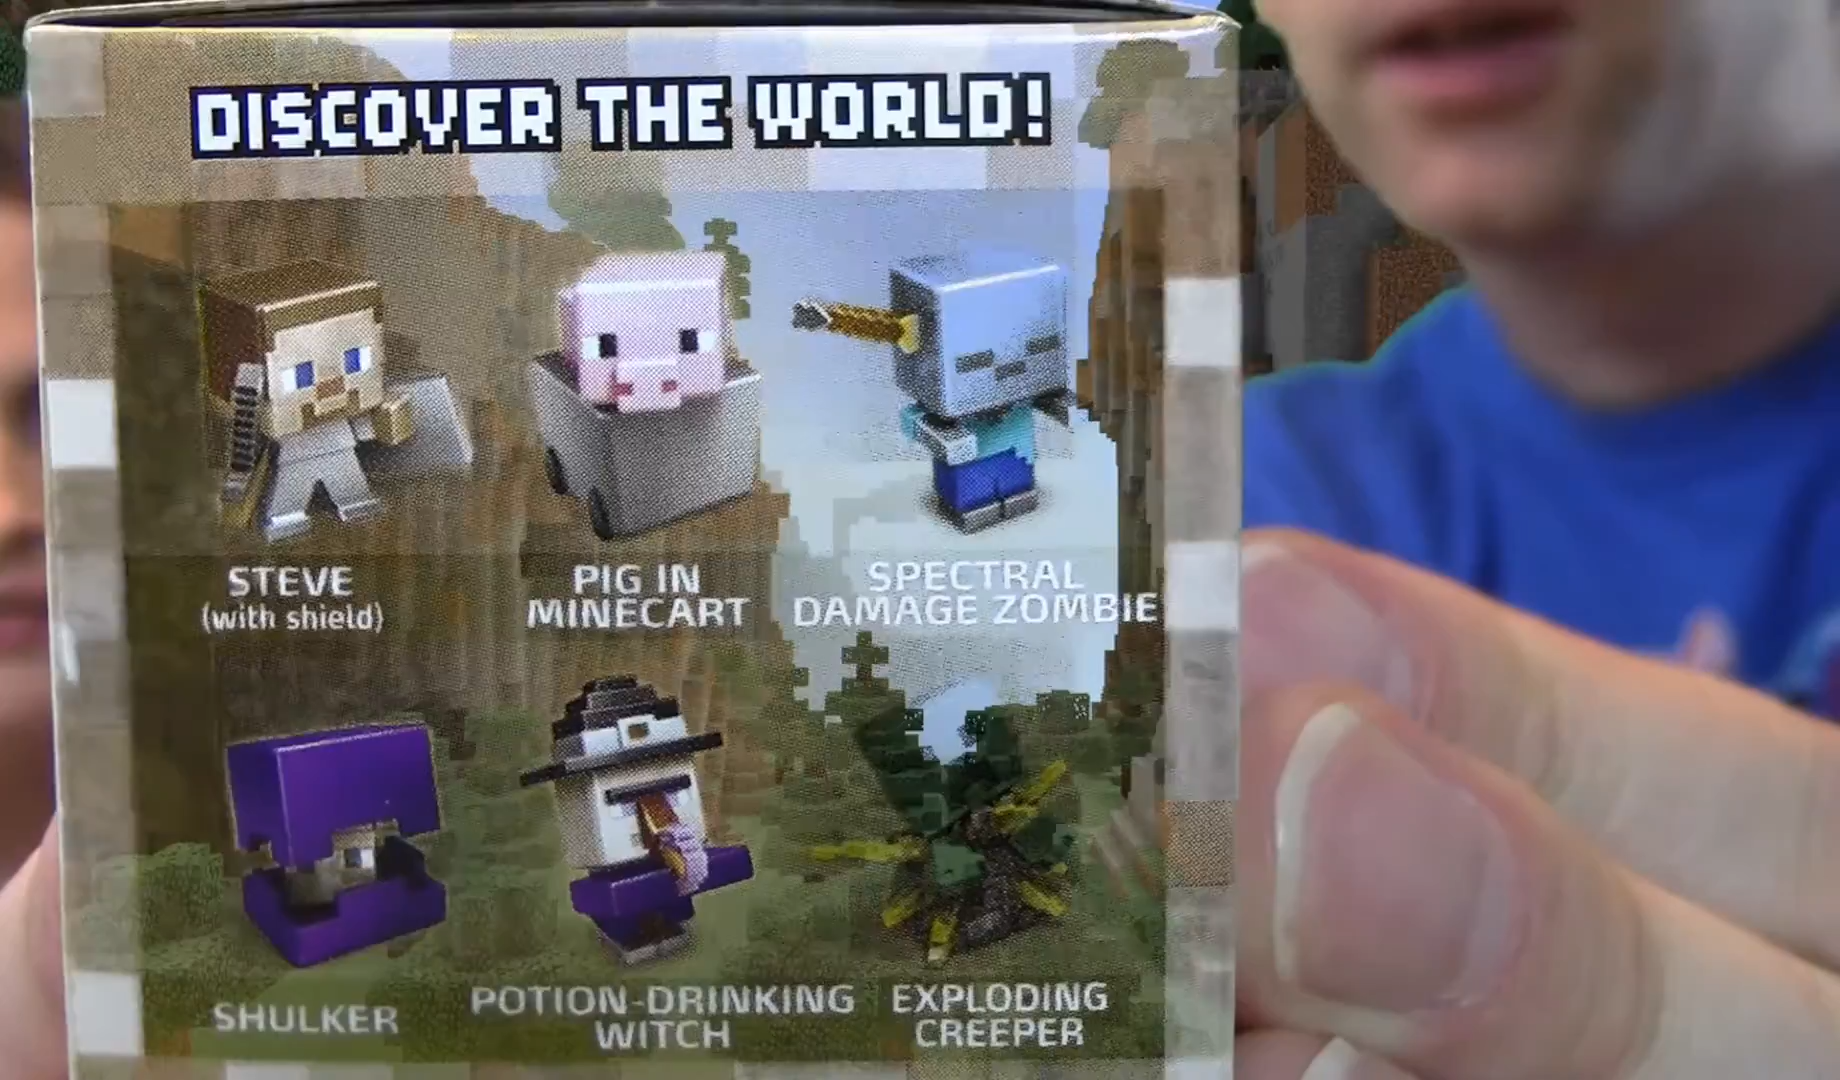 DISCOVER THE WORLD!
STEVE
(with shield)
PIG IN
MINECART
SPECTRAL
DAMAGE ZOMBIE
SHULKER
POTION-DRINKING
WITCH
EXPLODING
CREEPER